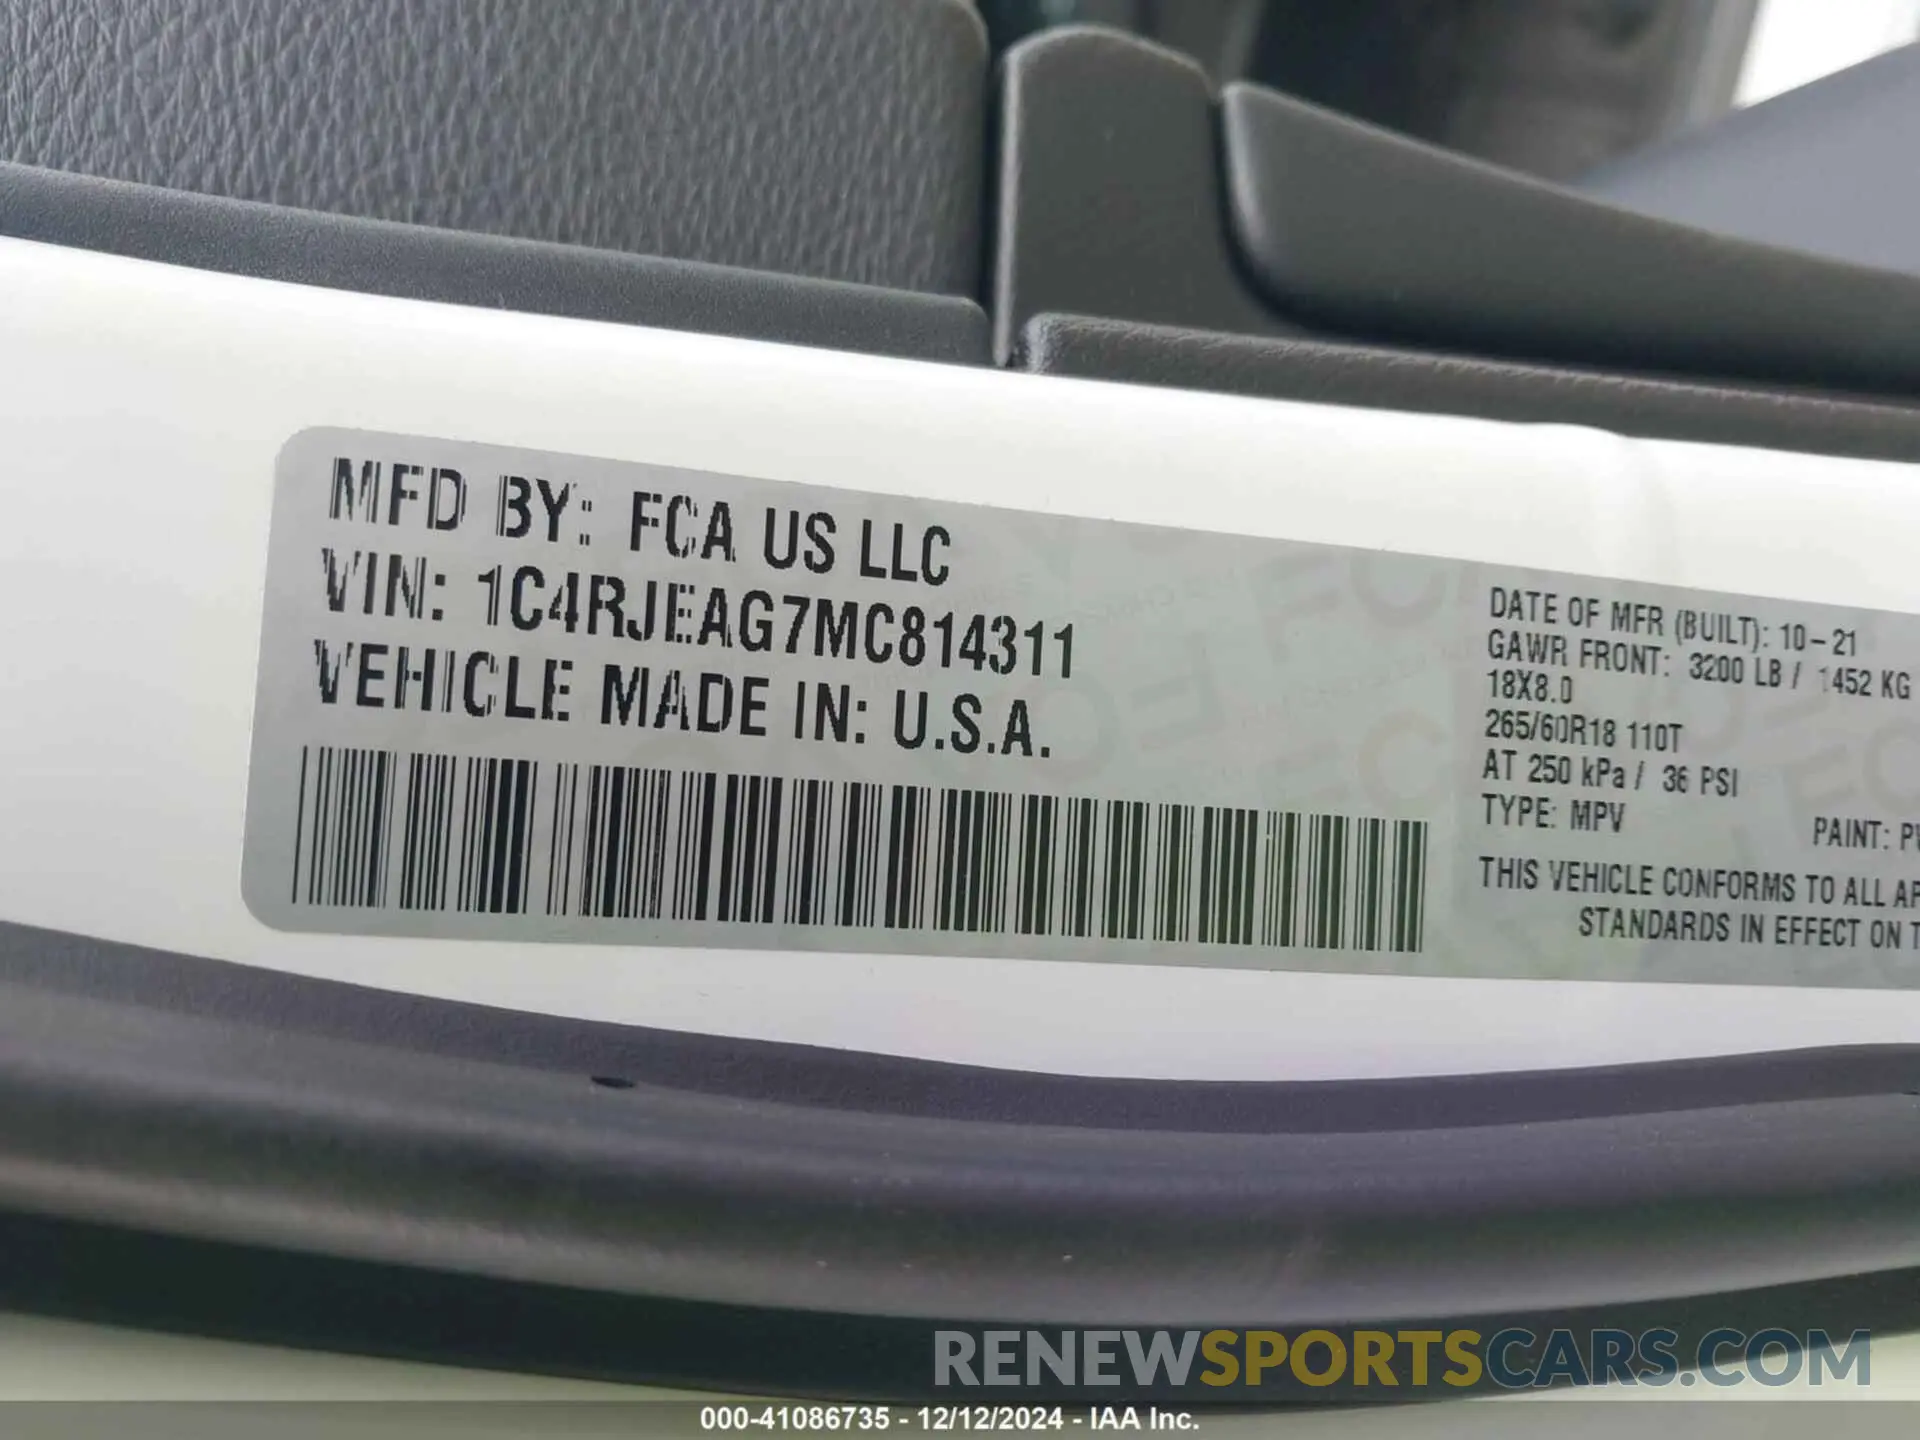 MFD BY: FCA US LLC
VIN: 1C4RJEAG7MC814311
VEHICLE MADE IN: U.S.A.
DATE OF MFR (BUILT): 10-21
GAWR FRONT: 3200 LB / 1452 KG
18X8.0
265/60R18 110T
AT 250 kPa / 36 PSI
TYPE: MPV
PAINT:
THIS VEHICLE CONFORMS TO ALL
STANDARDS IN EFFECT ON
RENEWSPORTSCARS.COM
000-41086735 - 12/12/2024 - IAA Inc.